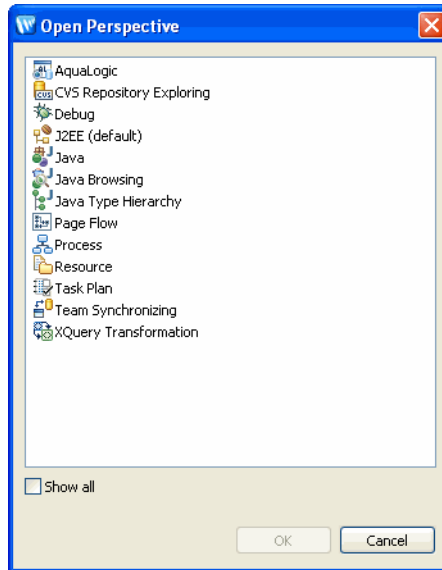 Open Perspective
AquaLogic
CVS Repository Exploring
Debug
J2EE (default)
Java
Java Browsing
Java Type Hierarchy
Page Flow
Process
Resource
Task Plan
Team Synchronizing
XQuery Transformation
Show all
OK Cancel